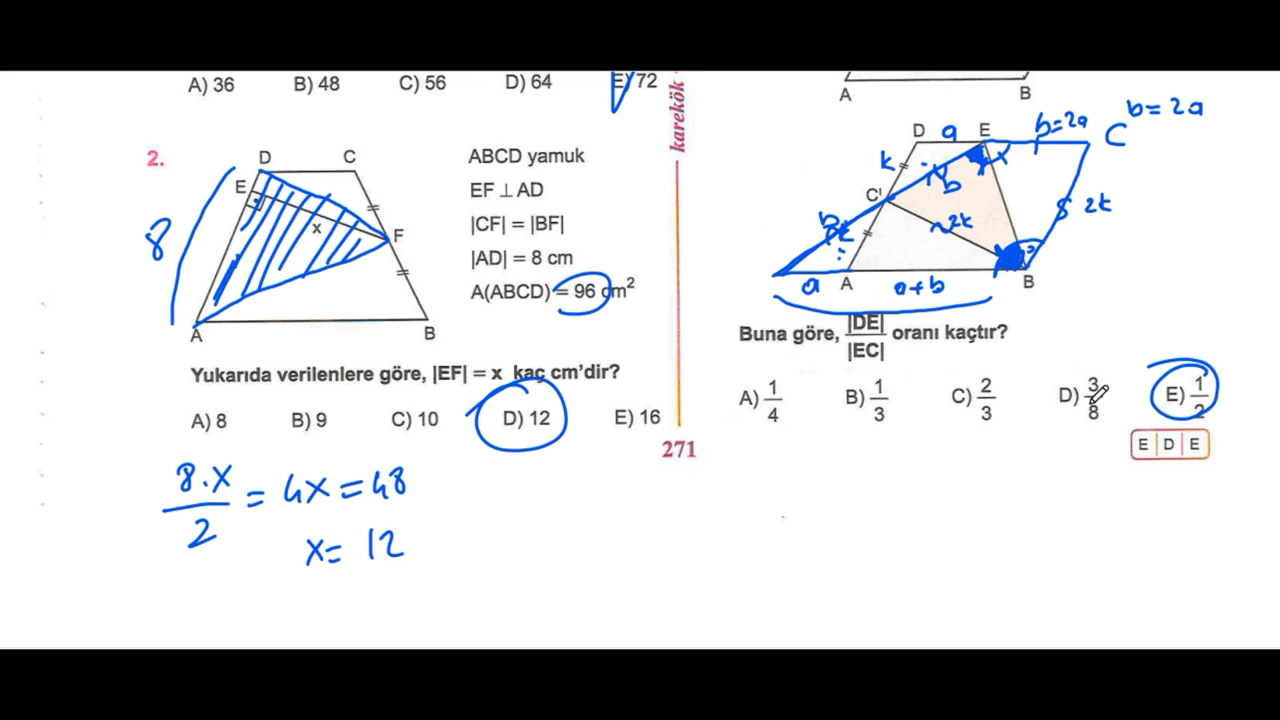 A) 36 B) 48 C) 56 D) 64 E) 72
2.
D C
E
x
F
A B
8
ABCD yamuk
EF ⊥ AD
|CF| = |BF|
|AD| = 8 cm
A(ABCD) = 96 cm²
Yukarıda verilenlere göre, |EF| = x kaç cm'dir?
A) 8 B) 9 C) 10 D) 12 E) 16
8.x/2 = 4x = 48
x = 12
karekök
271
A B
D a E b=2a C b=2a
k
b
C'
2k 2k
a A a+b B
Buna göre, |DE|/|EC| oranı kaçtır?
A) 1/4 B) 1/3 C) 2/3 D) 3/8 E) 1/2
E D E